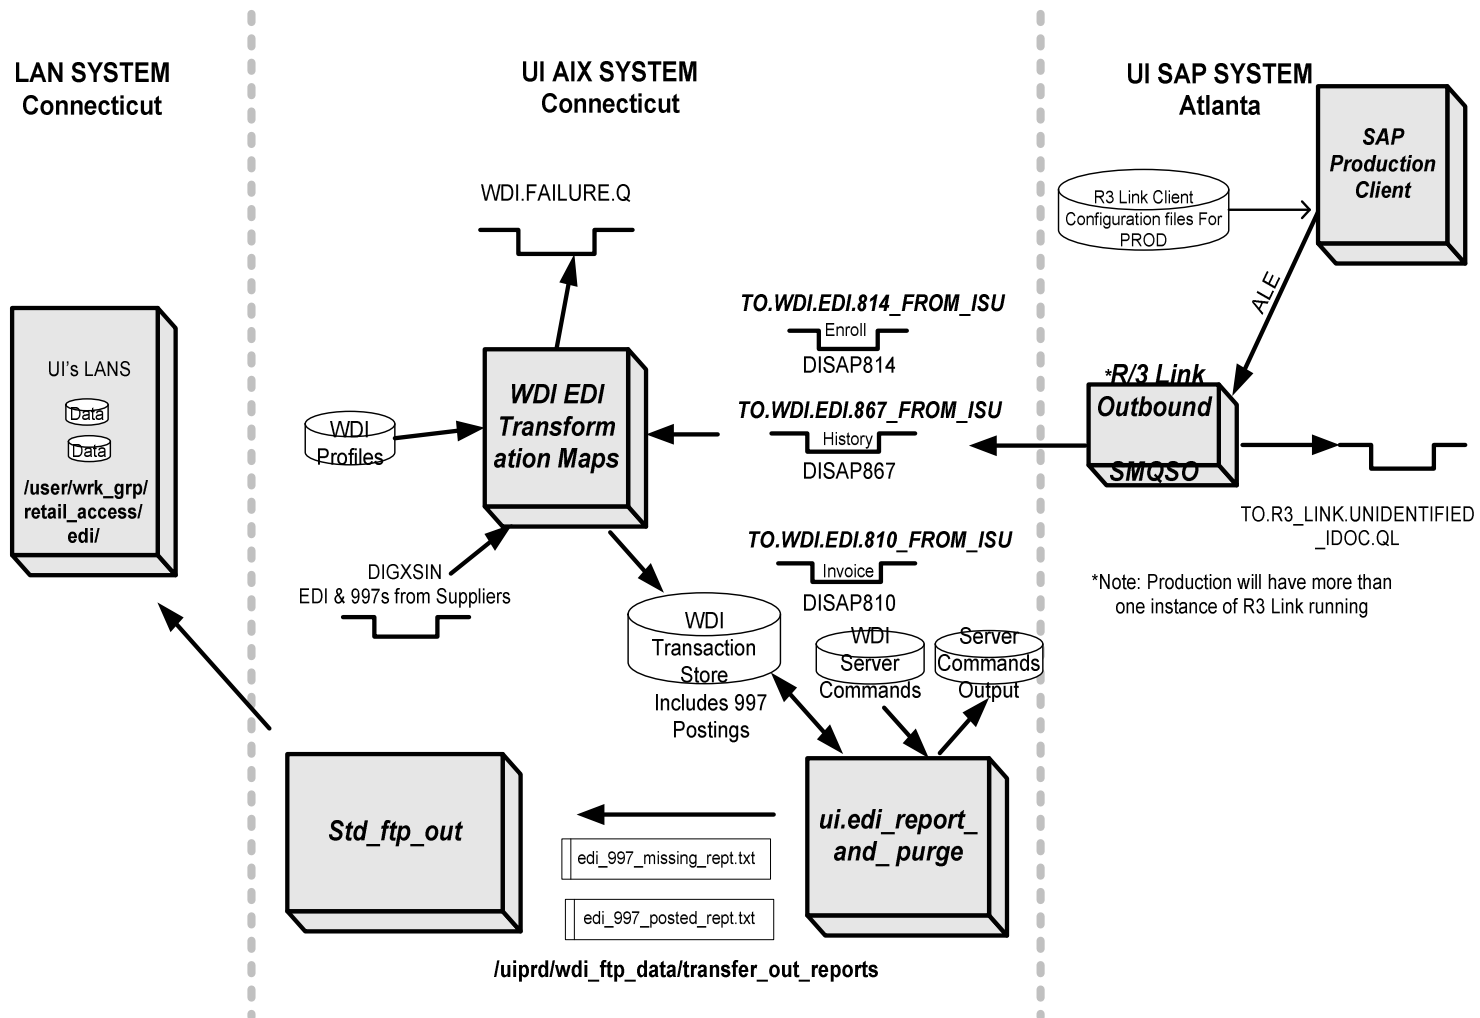 LAN SYSTEM
Connecticut
UI AIX SYSTEM
Connecticut
UI SAP SYSTEM
Atlanta
SAP
Production
Client
R3 Link Client
Configuration files For
PROD
ALE
WDI.FAILURE.Q
TO.WDI.EDI.814_FROM_ISU
Enroll
DISAP814
UI's LANS
Data
Data
/user/wrk_grp/
retail_access/
edi/
WDI EDI
Transform
ation Maps
WDI
Profiles
TO.WDI.EDI.867_FROM_ISU
History
DISAP867
*R/3 Link
Outbound
SMQSO
TO.R3_LINK.UNIDENTIFIED
_IDOC.QL
TO.WDI.EDI.810_FROM_ISU
Invoice
DISAP810
DIGXSIN
EDI & 997s from Suppliers
*Note: Production will have more than
one instance of R3 Link running
WDI
Transaction
Store
Includes 997
Postings
WDI
Server
Commands
Server
Commands
Output
Std_ftp_out
ui.edi_report_
and_ purge
edi_997_missing_rept.txt
edi_997_posted_rept.txt
/uiprd/wdi_ftp_data/transfer_out_reports